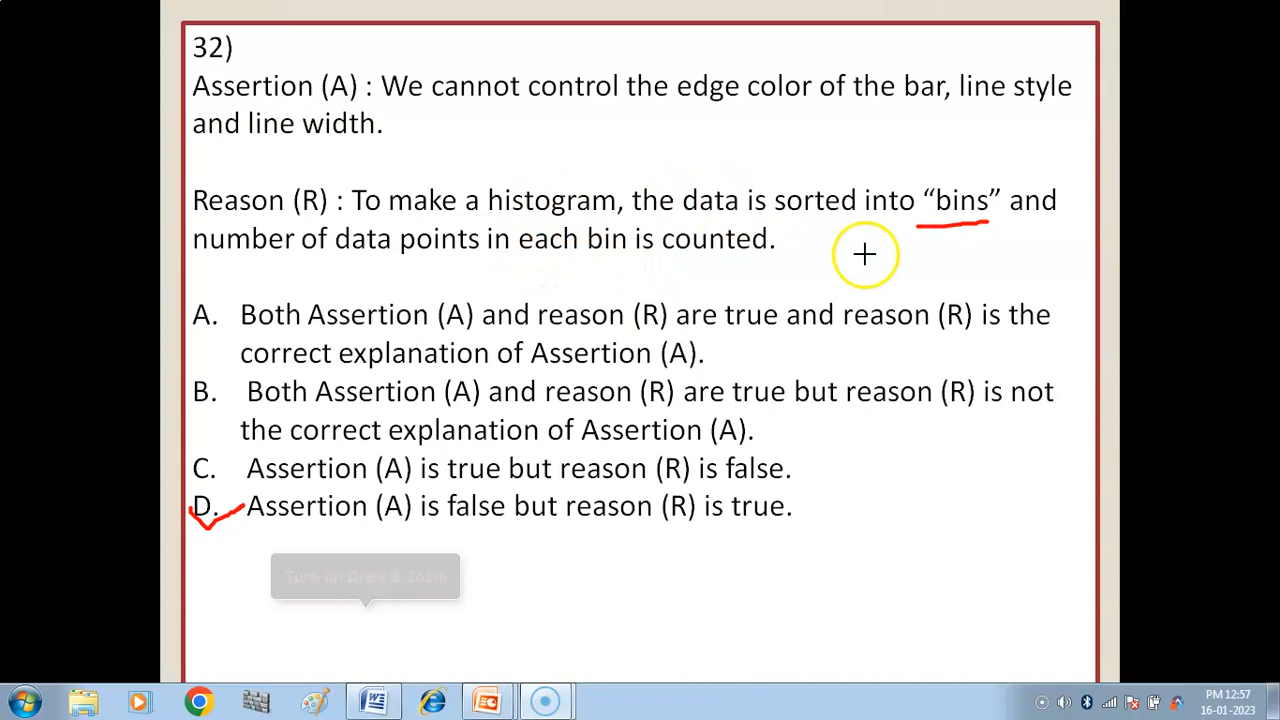 32)
Assertion (A) : We cannot control the edge color of the bar, line style
and line width.
Reason (R) : To make a histogram, the data is sorted into “bins” and
number of data points in each bin is counted.
A. Both Assertion (A) and reason (R) are true and reason (R) is the
correct explanation of Assertion (A).
B. Both Assertion (A) and reason (R) are true but reason (R) is not
the correct explanation of Assertion (A).
C. Assertion (A) is true but reason (R) is false.
D. Assertion (A) is false but reason (R) is true.
Turn on Draw & Zoom
PM 12:57
16-01-2023